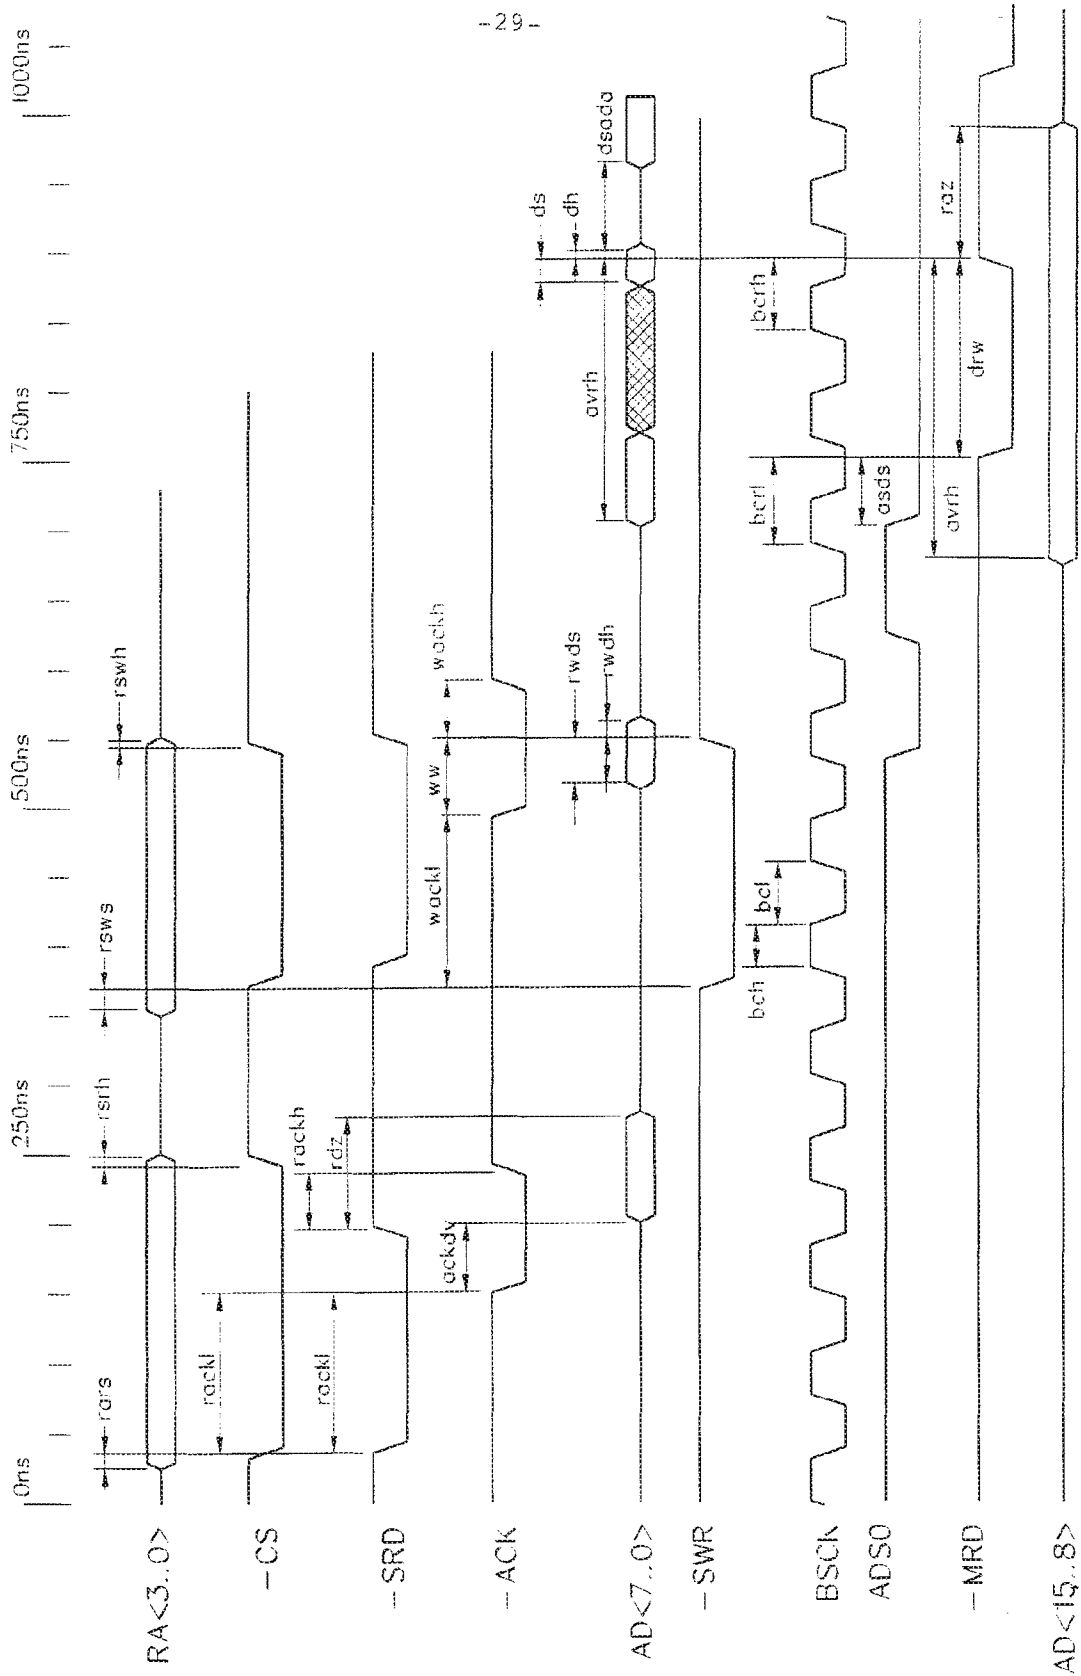 -29-
0ns
250ns
500ns
750ns
1000ns
RA<3..0>
rars
rsrh
rsws
rswh
-CS
rackl
-SRD
rackl
rackh
rdz
-ACK
ackdv
wackl
ww
wackh
AD<7..0>
rwds
rwdh
avrh
ds
dh
dsada
-SWR
BSCK
bch
bcl
bcrl
bcrh
ADS0
asds
-MRD
drw
raz
avrh
AD<15..8>